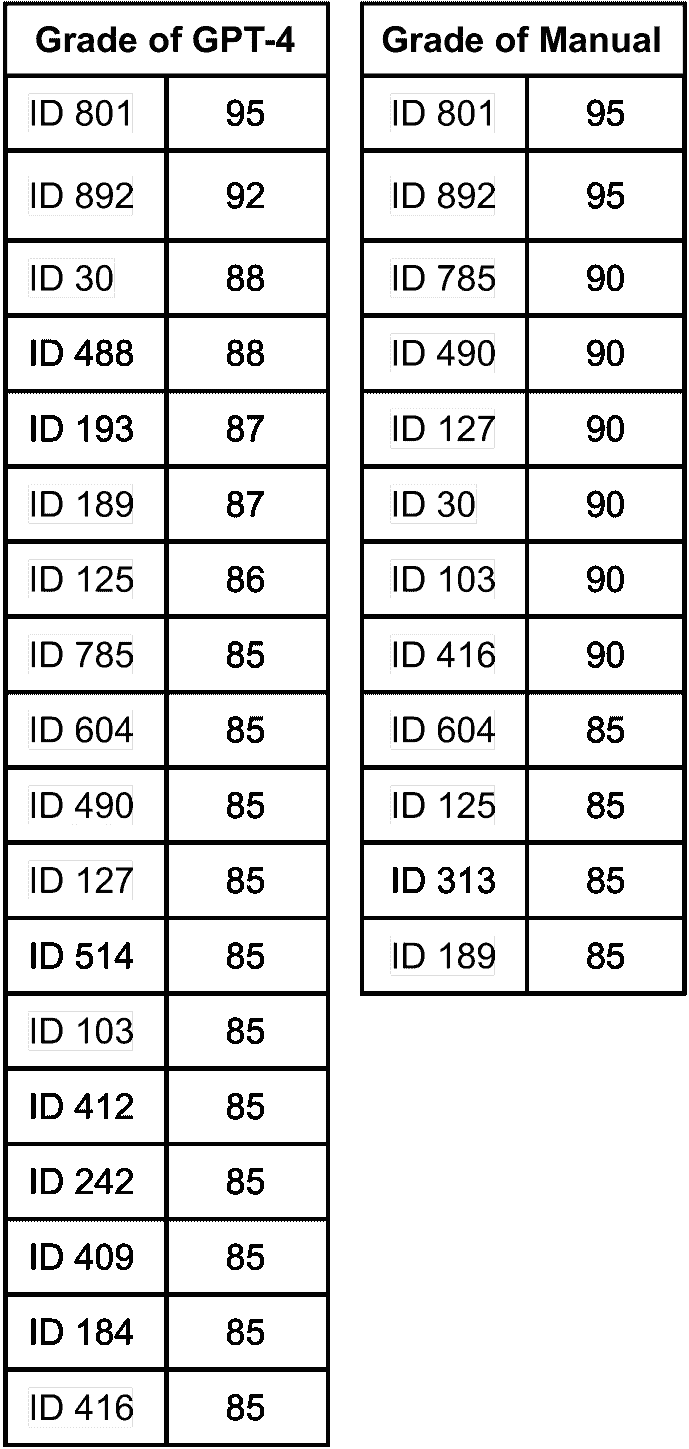 Grade of GPT-4
ID 801 95
ID 892 92
ID 30 88
ID 488 88
ID 193 87
ID 189 87
ID 125 86
ID 785 85
ID 604 85
ID 490 85
ID 127 85
ID 514 85
ID 103 85
ID 412 85
ID 242 85
ID 409 85
ID 184 85
ID 416 85
Grade of Manual
ID 801 95
ID 892 95
ID 785 90
ID 490 90
ID 127 90
ID 30 90
ID 103 90
ID 416 90
ID 604 85
ID 125 85
ID 313 85
ID 189 85